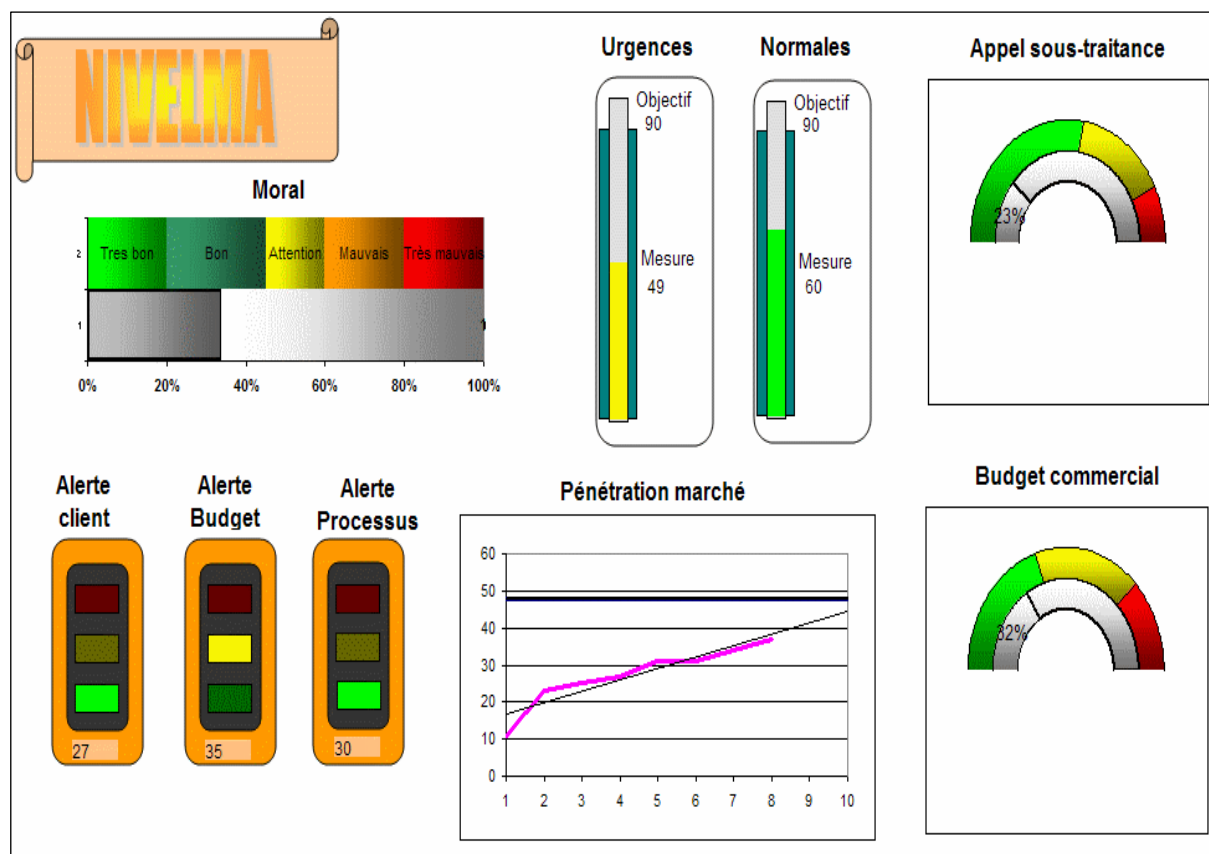 NIVELMA
Moral
2
Tres bon
Bon
Attention
Mauvais
Très mauvais
1
0%
20%
40%
60%
80%
100%
Urgences
Objectif
90
Mesure
49
Normales
Objectif
90
Mesure
60
Appel sous-traitance
23%
Alerte
client
27
Alerte
Budget
35
Alerte
Processus
30
Pénétration marché
60
50
40
30
20
10
0
1
2
3
4
5
6
7
8
9
10
Budget commercial
32%